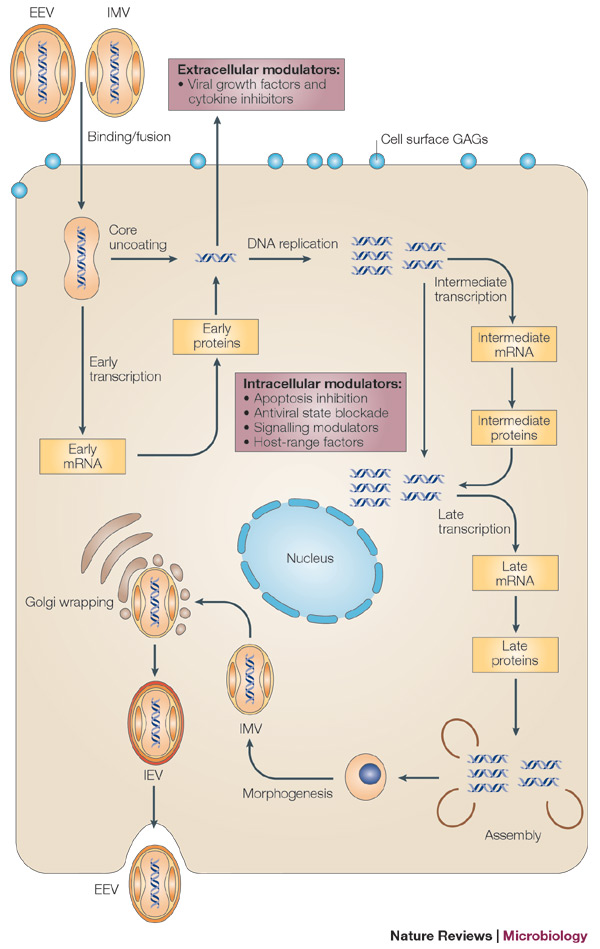 EEV
IMV
Extracellular modulators:
• Viral growth factors and
cytokine inhibitors
Binding/fusion
Cell surface GAGs
Core
uncoating
DNA replication
Intermediate
transcription
Early
proteins
Intermediate
mRNA
Early
transcription
Intracellular modulators:
• Apoptosis inhibition
• Antiviral state blockade
• Signalling modulators
• Host-range factors
Intermediate
proteins
Early
mRNA
Late
transcription
Nucleus
Late
mRNA
Golgi wrapping
Late
proteins
IMV
IEV
Morphogenesis
Assembly
EEV
Nature Reviews | Microbiology